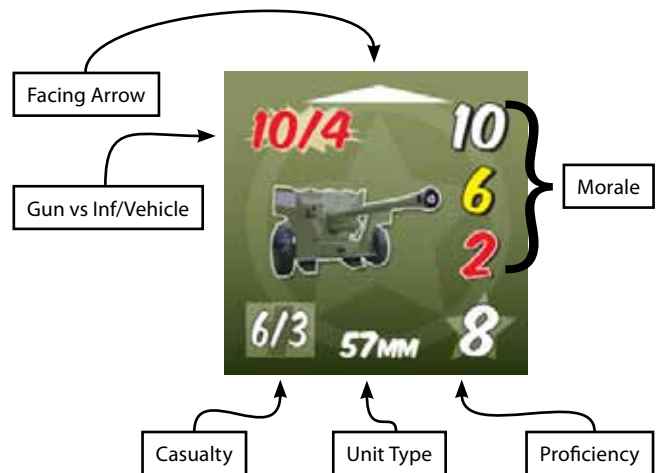 Facing Arrow
10/4
10
Gun vs Inf/Vehicle
6
Morale
2
6/3
57MM
8
Casualty
Unit Type
Proficiency